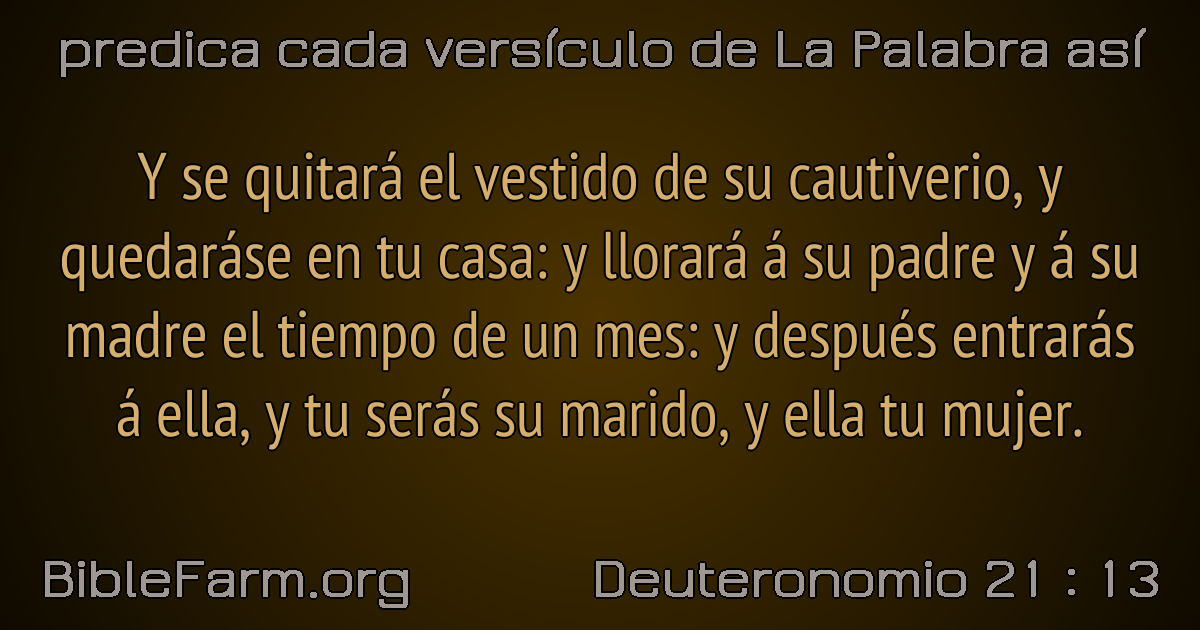 predica cada versículo de La Palabra así
Y se quitará el vestido de su cautiverio, y
quedaráse en tu casa: y llorará á su padre y á su
madre el tiempo de un mes: y después entrarás
á ella, y tu serás su marido, y ella tu mujer.
BibleFarm.org
Deuteronomio 21 : 13